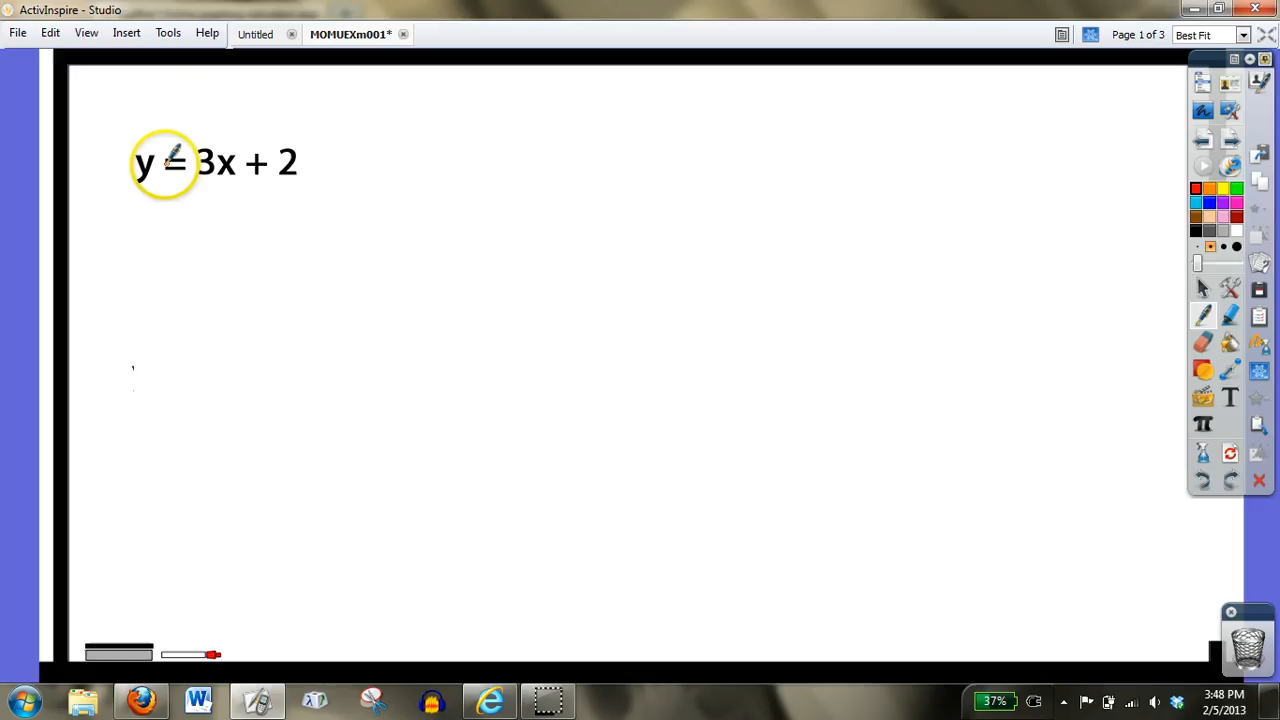 ActivInspire - Studio
File Edit View Insert Tools Help Untitled MOMUEXm001* Page 1 of 3 Best Fit
y = 3x + 2
37%
3:48 PM
2/5/2013